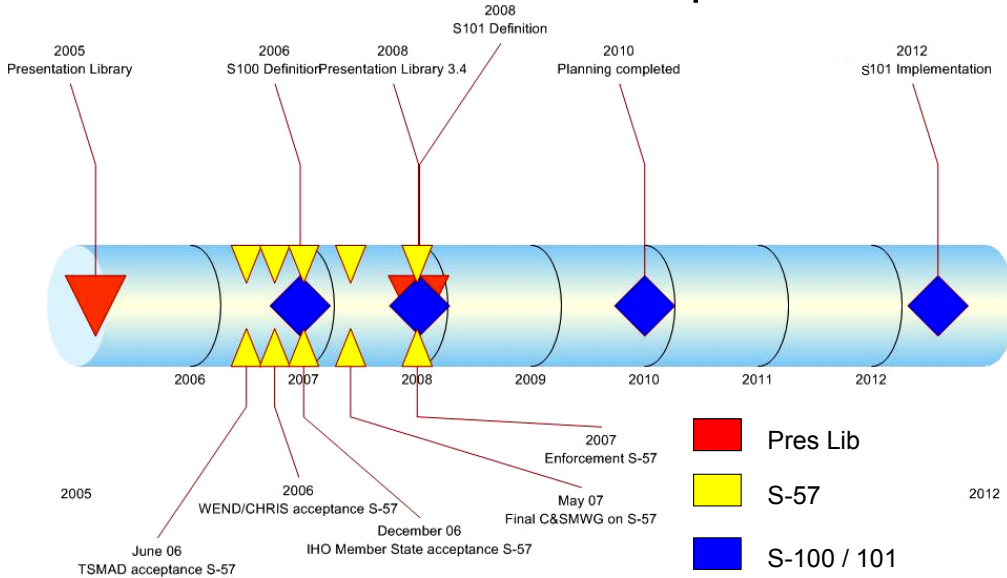 2008
S101 Definition
2005
Presentation Library
2006
S100 Definition
2008
Presentation Library 3.4
2010
Planning completed
2012
S101 Implementation
2006
2007
2008
2009
2010
2011
2012
2007
Enforcement S-57
Pres Lib
2005
2006
WEND/CHRIS acceptance S-57
May 07
Final C&SMWG on S-57
S-57
2012
December 06
IHO Member State acceptance S-57
June 06
TSMAD acceptance S-57
S-100 / 101